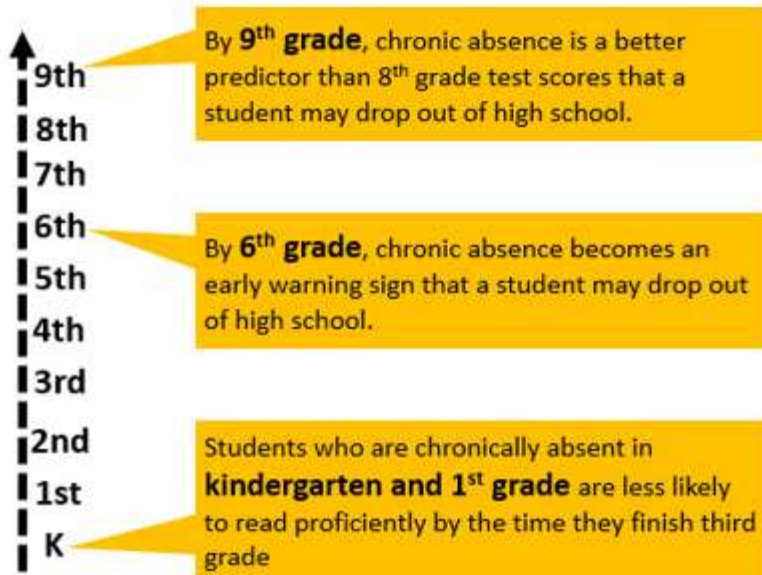 9th
8th
7th
6th
5th
4th
3rd
2nd
1st
K
By 9th grade, chronic absence is a better
predictor than 8th grade test scores that a
student may drop out of high school.
By 6th grade, chronic absence becomes an
early warning sign that a student may drop out
of high school.
Students who are chronically absent in
kindergarten and 1st grade are less likely
to read proficiently by the time they finish third
grade